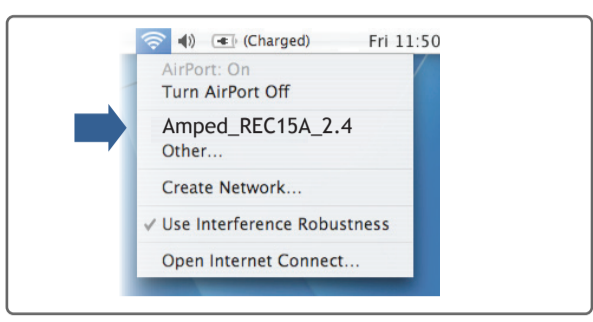 (Charged) Fri 11:50
AirPort: On
Turn AirPort Off
Amped_REC15A_2.4
Other...
Create Network...
✓ Use Interference Robustness
Open Internet Connect...